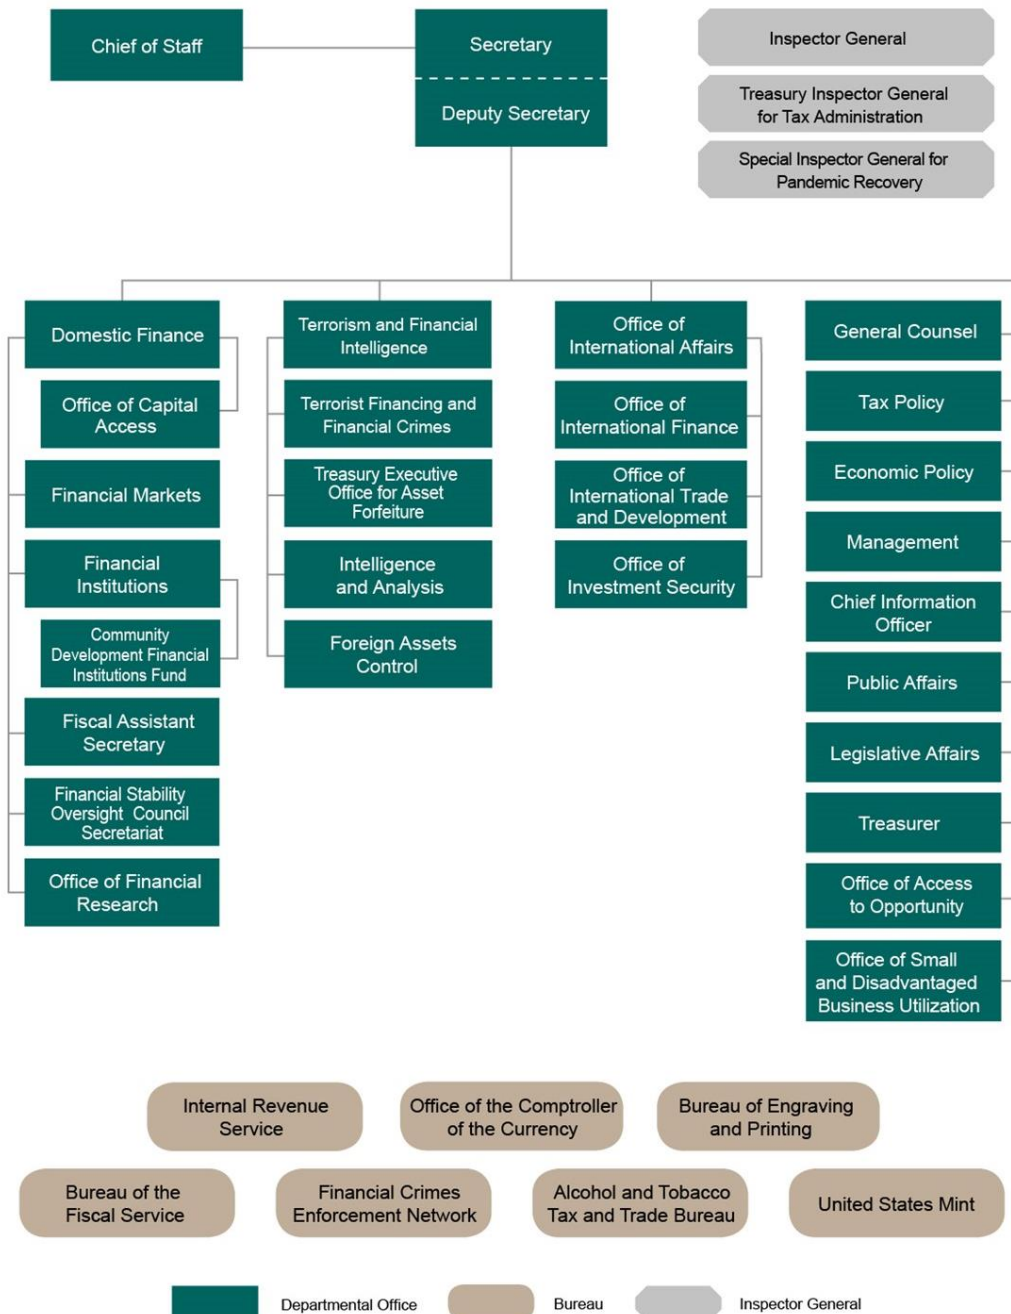 Chief of Staff
Secretary
Deputy Secretary
Inspector General
Treasury Inspector General
for Tax Administration
Special Inspector General for
Pandemic Recovery
Domestic Finance
Office of Capital
Access
Financial Markets
Financial
Institutions
Community
Development Financial
Institutions Fund
Fiscal Assistant
Secretary
Financial Stability
Oversight Council
Secretariat
Office of Financial
Research
Terrorism and Financial
Intelligence
Terrorist Financing and
Financial Crimes
Treasury Executive
Office for Asset
Forfeiture
Intelligence
and Analysis
Foreign Assets
Control
Office of
International Affairs
Office of
International Finance
Office of
International Trade
and Development
Office of
Investment Security
General Counsel
Tax Policy
Economic Policy
Management
Chief Information
Officer
Public Affairs
Legislative Affairs
Treasurer
Office of Access
to Opportunity
Office of Small
and Disadvantaged
Business Utilization
Internal Revenue
Service
Office of the Comptroller
of the Currency
Bureau of Engraving
and Printing
Bureau of the
Fiscal Service
Financial Crimes
Enforcement Network
Alcohol and Tobacco
Tax and Trade Bureau
United States Mint
Departmental Office
Bureau
Inspector General